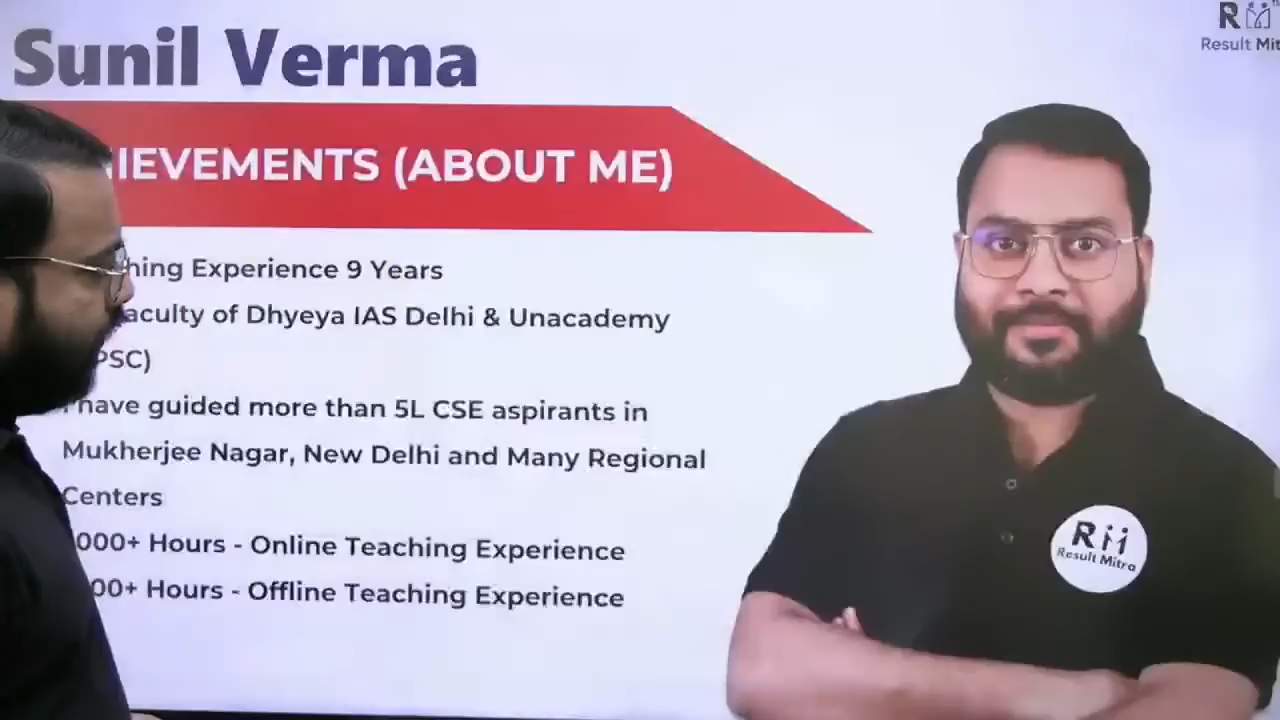 Sunil Verma
R
Result Mit
IEVEMENTS (ABOUT ME)
hing Experience 9 Years
aculty of Dhyeya IAS Delhi & Unacademy
PSC)
have guided more than 5L CSE aspirants in
Mukherjee Nagar, New Delhi and Many Regional
Centers
000+ Hours - Online Teaching Experience
00+ Hours - Offline Teaching Experience
R
Result Mitra